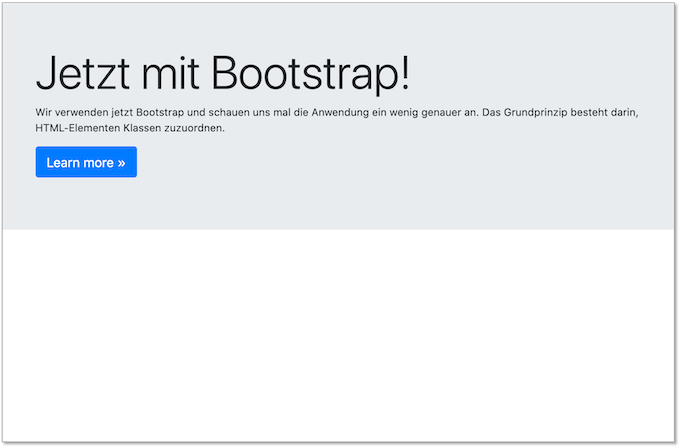 Jetzt mit Bootstrap!
Wir verwenden jetzt Bootstrap und schauen uns mal die Anwendung ein wenig genauer an. Das Grundprinzip besteht darin,
HTML-Elementen Klassen zuzuordnen.
Learn more »